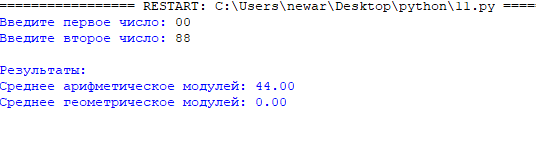 ================= RESTART: C:\Users\newar\Desktop\python\11.py ====
Введите первое число: 00
Введите второе число: 88
Результаты:
Среднее арифметическое модулей: 44.00
Среднее геометрическое модулей: 0.00